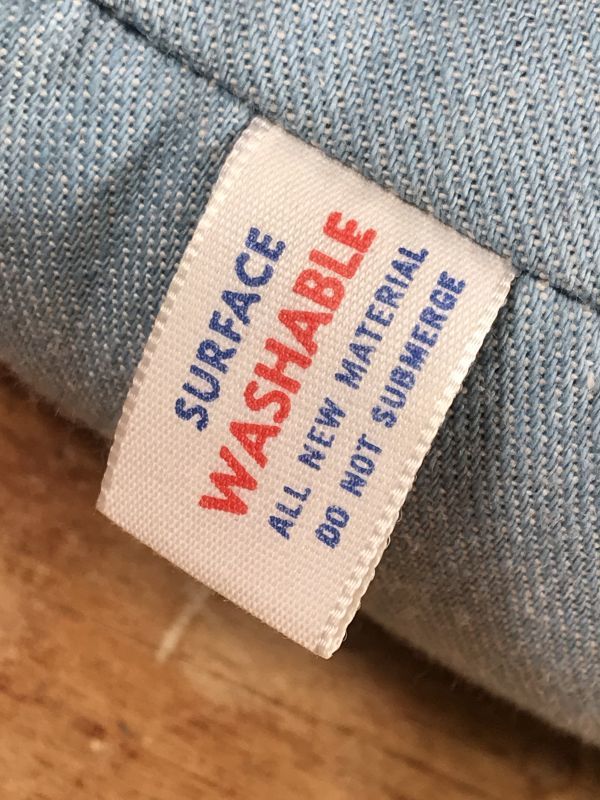 SURFACE
WASHABLE
ALL NEW MATERIAL
DO NOT SUBMERGE